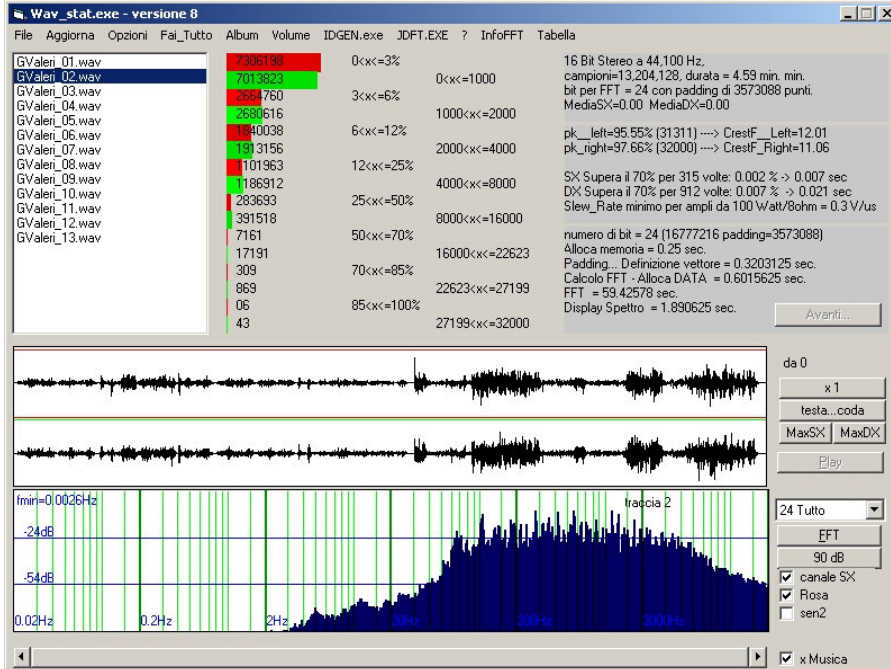 Wav_stat.exe - versione 8
File Aggiorna Opzioni Fai_Tutto Album Volume IDGEN.exe JDFT.EXE ? InfoFFT Tabella
GValeri_01.wav
GValeri_02.wav
GValeri_03.wav
GValeri_04.wav
GValeri_05.wav
GValeri_06.wav
GValeri_07.wav
GValeri_08.wav
GValeri_09.wav
GValeri_10.wav
GValeri_11.wav
GValeri_12.wav
GValeri_13.wav
7306198 0<x<=3%
7013823 0<x<=1000
2664760 3<x<=6%
2680616 1000<x<=2000
1840038 6<x<=12%
1913156 2000<x<=4000
1101963 12<x<=25%
1186912 4000<x<=8000
283693 25<x<=50%
391518 8000<x<=16000
7161 50<x<=70%
17191 16000<x<=22623
309 70<x<=85%
869 22623<x<=27199
06 85<x<=100%
43 27199<x<=32000
16 Bit Stereo a 44,100 Hz,
campioni=13,204,128, durata = 4.59 min. min.
bit per FFT = 24 con padding di 3573088 punti.
MediaSX=0.00 MediaDX=0.00
pk__left=95.55% (31311) ----> CrestF__Left=12.01
pk_right=97.66% (32000) ----> CrestF_Right=11.06
SX Supera il 70% per 315 volte: 0.002 % -> 0.007 sec
DX Supera il 70% per 912 volte: 0.007 % -> 0.021 sec
Slew_Rate minimo per ampli da 100 Watt/8ohm = 0.3 V/us
numero di bit = 24 (16777216 padding=3573088)
Alloca memoria = 0.25 sec.
Padding... Definizione vettore = 0.3203125 sec.
Calcolo FFT - Alloca DATA = 0.6015625 sec.
FFT = 59.42578 sec.
Display Spettro = 1.890625 sec.
Avanti...
da 0
x 1
testa...coda
MaxSX MaxDX
Play
fmin=0.0026Hz
traccia 2
-24dB
-54dB
0.02Hz 0.2Hz 2Hz 20Hz 200Hz 2000Hz
24 Tutto
FFT
90 dB
canale SX
Rosa
sen2
x Musica